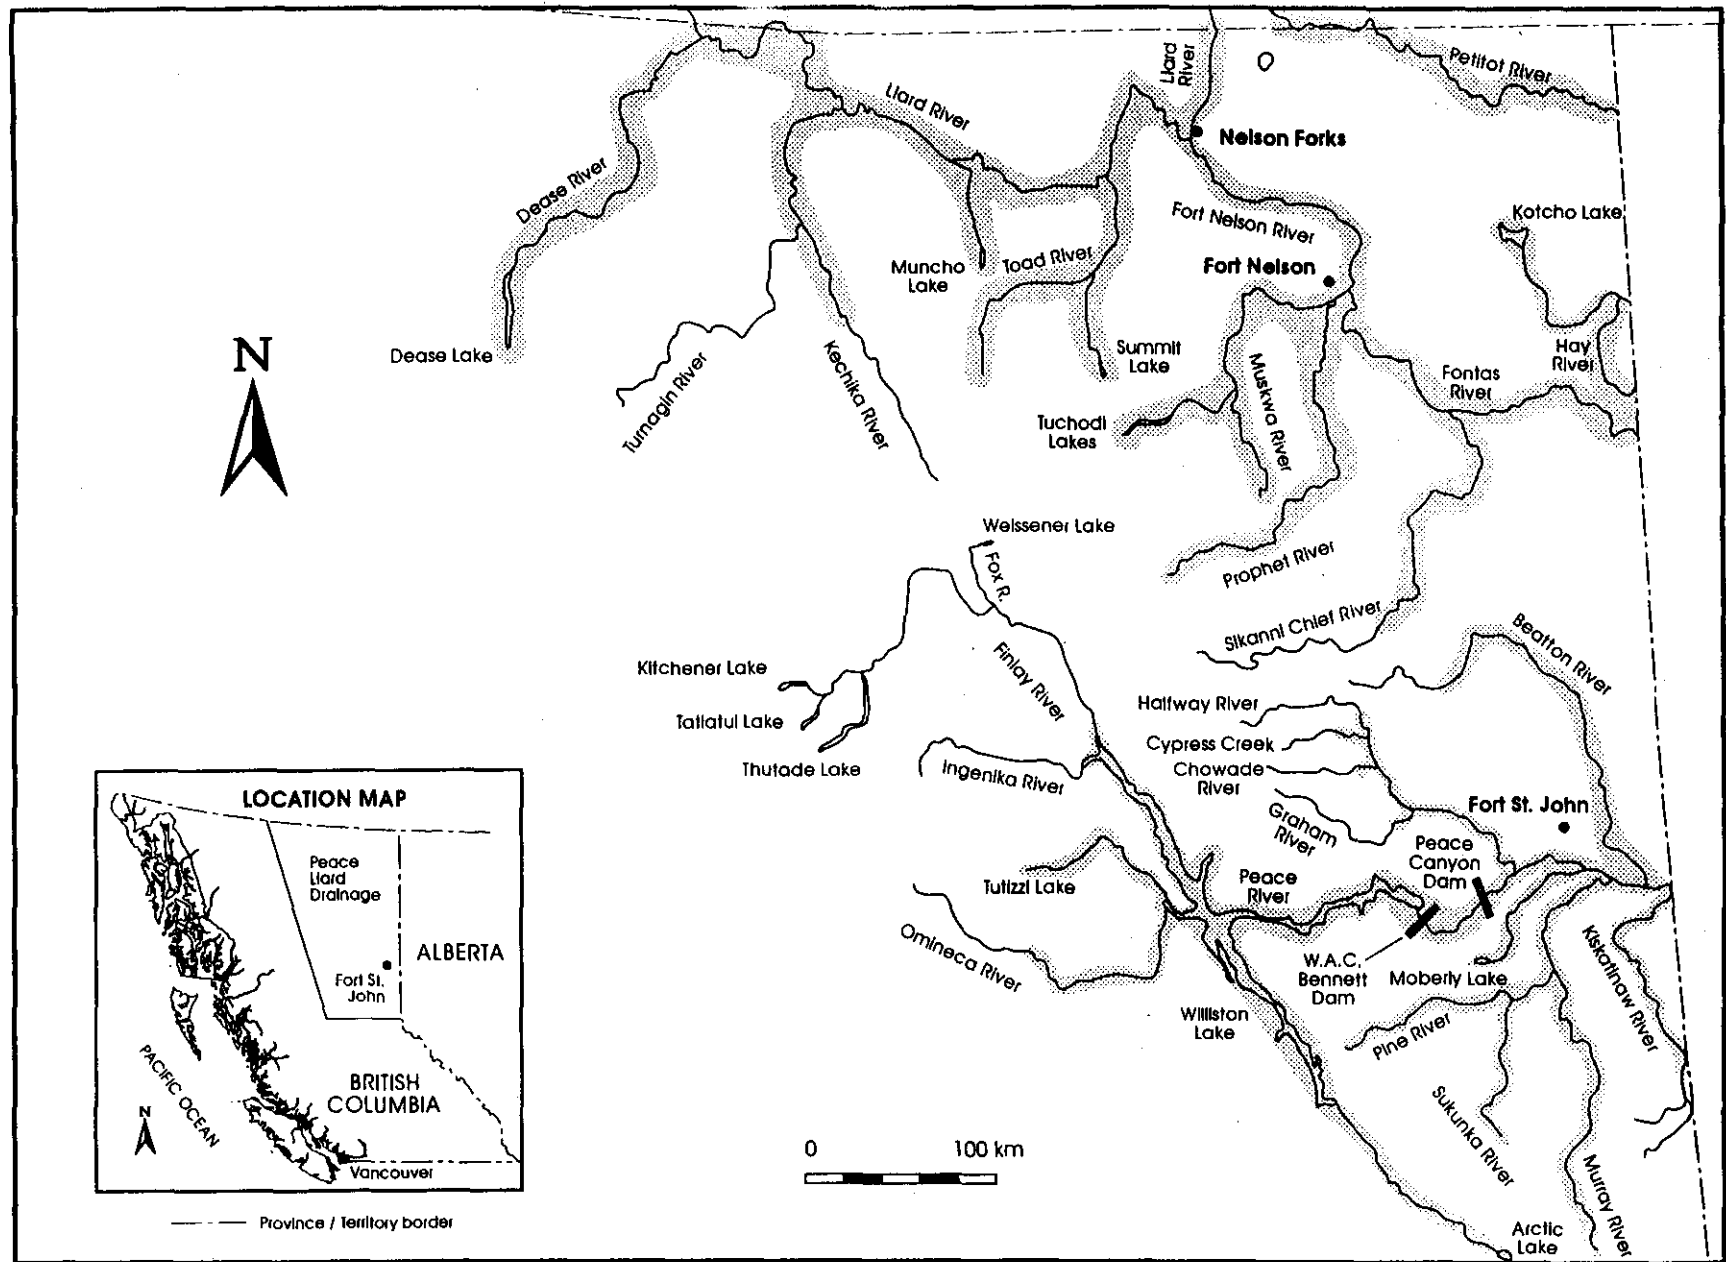 Liard
River
Petitot River
Liard River
Nelson Forks
Dease River
Fort Nelson River
Kotcho Lake
Muncho
Lake
Toad River
Fort Nelson
N
Dease Lake
Turnagin River
Kechika River
Summit
Lake
Muskwa River
Hay
River
Fontas
River
Tuchodi
Lakes
Weissener Lake
Fox R.
Prophet River
Sikanni Chief River
Beatton River
Kitchener Lake
Finlay River
Halfway River
Tatlatui Lake
Cypress Creek
Thutade Lake
Ingenika River
Chowade
River
Graham
River
Fort St. John
Peace
Canyon
Dam
Tutizzi Lake
Peace
River
Omineca River
W.A.C.
Bennett
Dam
Moberly Lake
Kiskatinaw River
Williston
Lake
Pine River
Sukunka River
Murray River
Arctic
Lake
0 100 km
LOCATION MAP
Peace
Liard
Drainage
ALBERTA
Fort St.
John
PACIFIC OCEAN
BRITISH
COLUMBIA
N
Vancouver
Province / Territory border